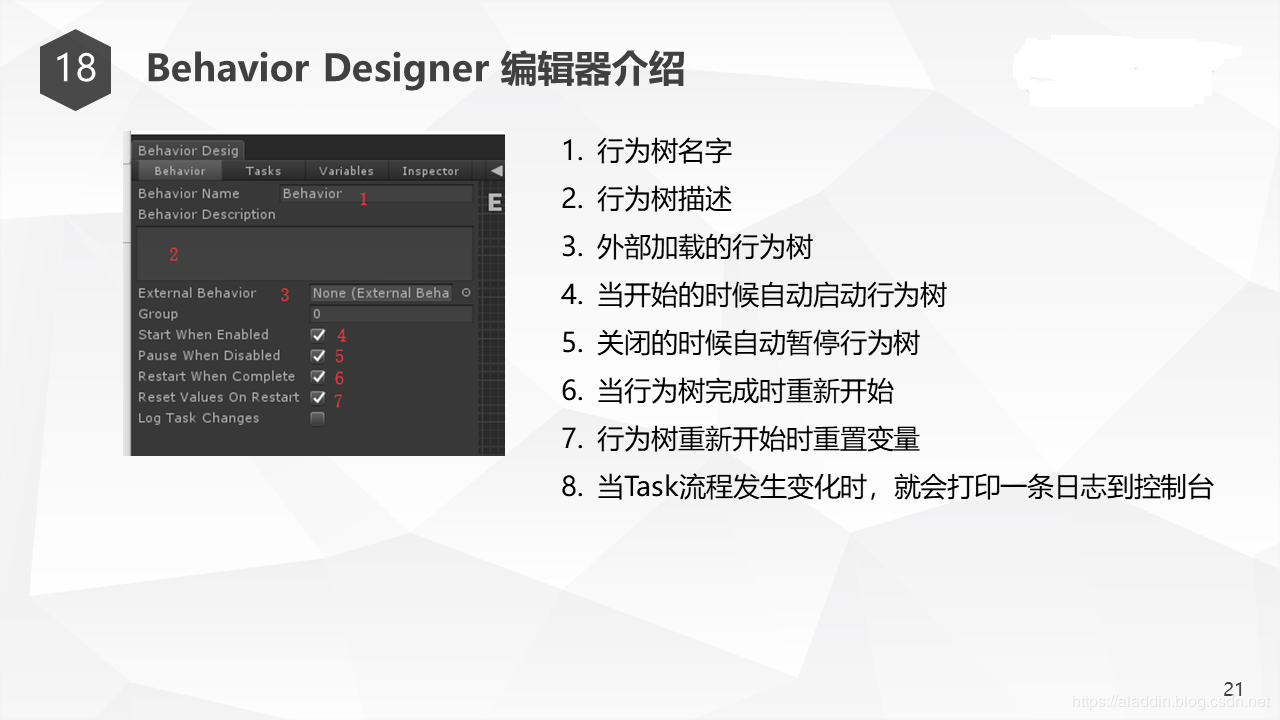 18
Behavior Designer 编辑器介绍
Behavior Desig
Behavior Tasks Variables Inspector
Behavior Name Behavior 1
E
Behavior Description
2
External Behavior 3 None (External Beha
Group 0
Start When Enabled 4
Pause When Disabled 5
Restart When Complete 6
Reset Values On Restart 7
Log Task Changes
1. 行为树名字
2. 行为树描述
3. 外部加载的行为树
4. 当开始的时候自动启动行为树
5. 关闭的时候自动暂停行为树
6. 当行为树完成时重新开始
7. 行为树重新开始时重置变量
8. 当Task流程发生变化时，就会打印一条日志到控制台
21
https://aladdin.blog.csdn.net